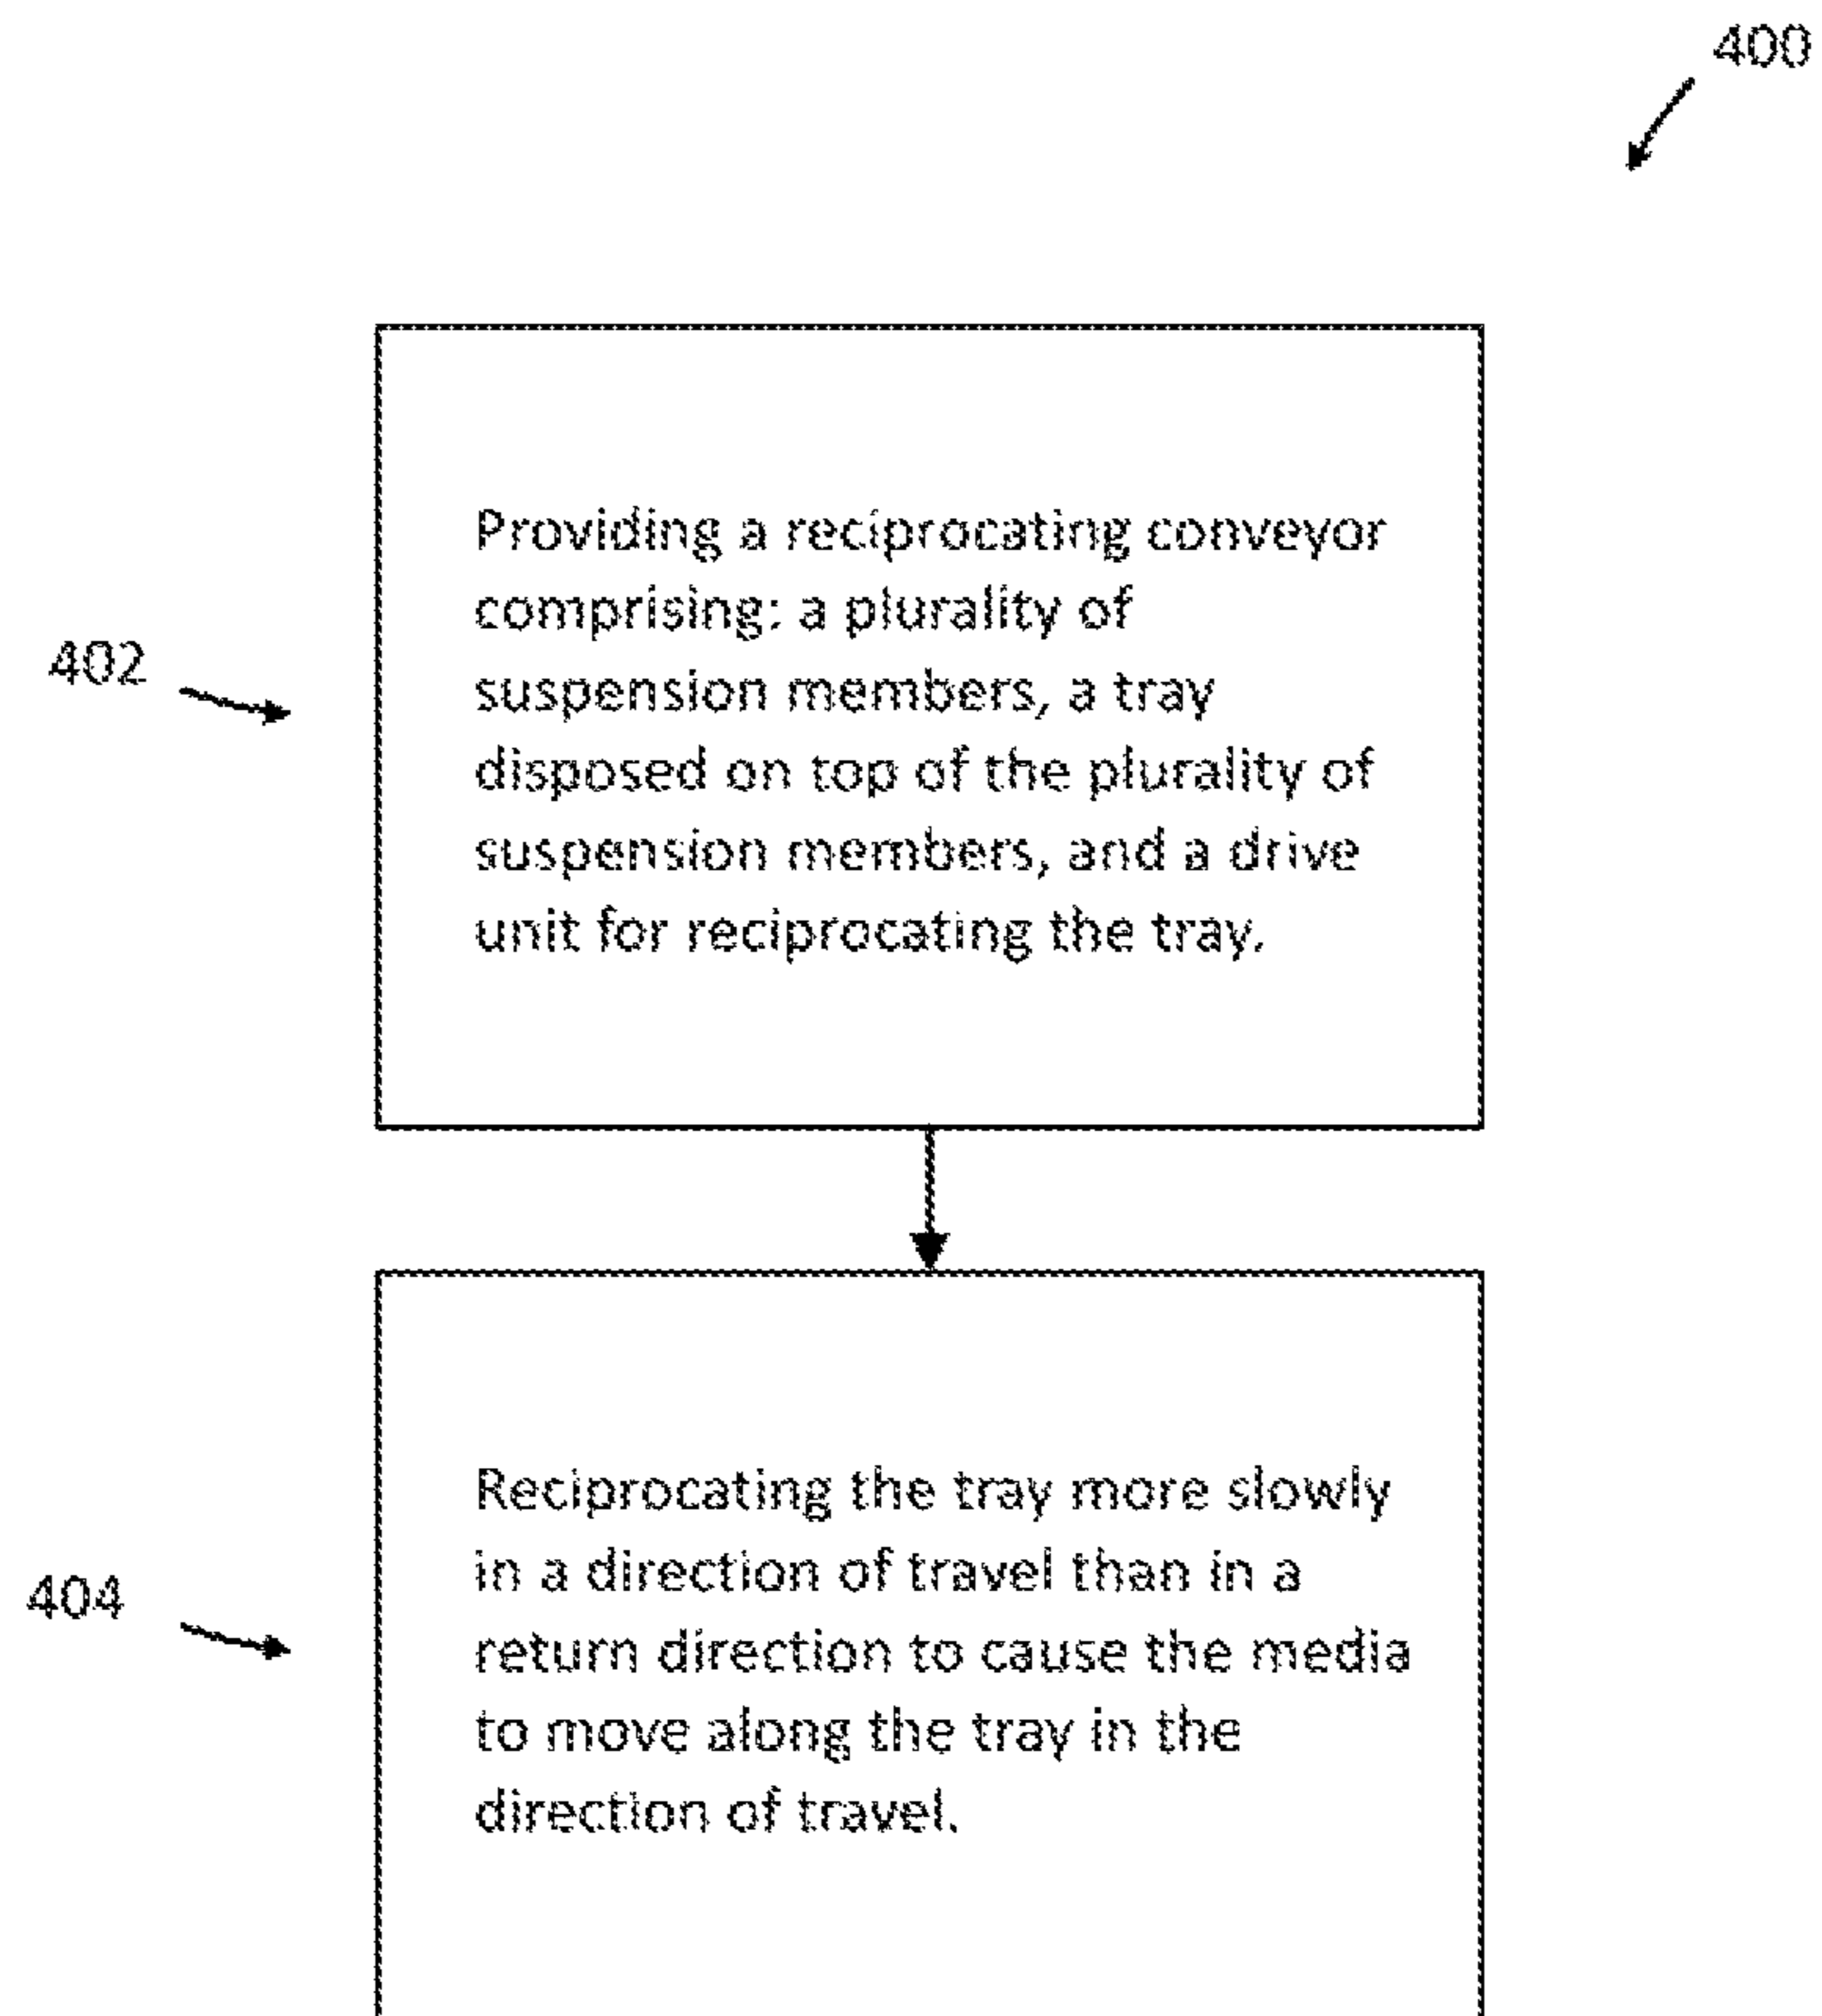 400
402
Providing a reciprocating conveyor
comprising: a plurality of
suspension members, a tray
disposed on top of the plurality of
suspension members, and a drive
unit for reciprocating the tray.
404
Reciprocating the tray more slowly
in a direction of travel than in a
return direction to cause the media
to move along the tray in the
direction of travel.